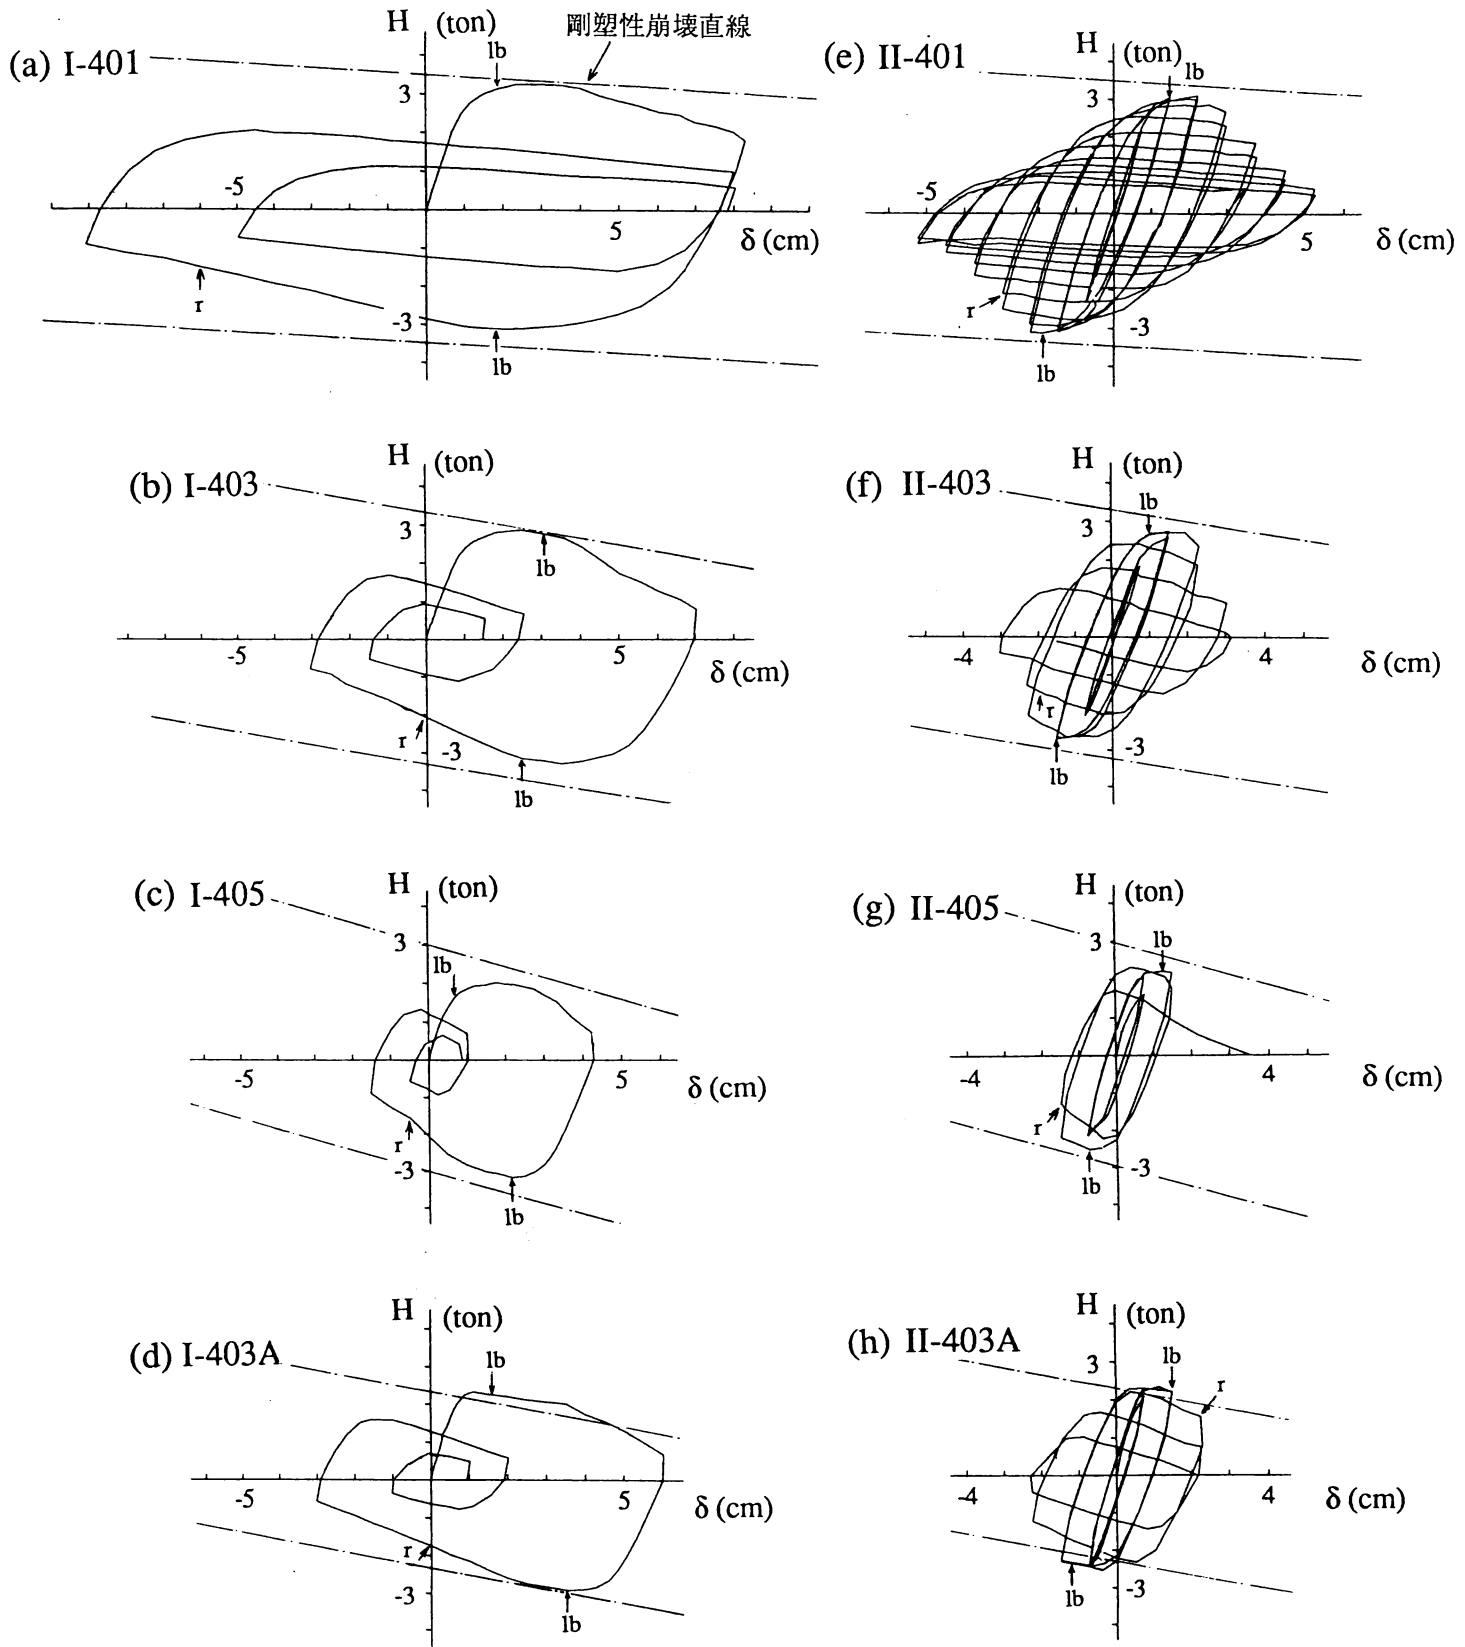 (a) I-401
H (ton)
剛塑性崩壊直線
lb
3
-5
5
δ (cm)
r
-3
lb
(e) II-401
H (ton)
lb
3
-5
5
δ (cm)
r
-3
lb
(b) I-403
H (ton)
3
lb
-5
5
δ (cm)
r
-3
lb
(f) II-403
H (ton)
lb
3
-4
4
δ (cm)
r
-3
lb
(c) I-405
H (ton)
3
lb
-5
5
δ (cm)
r
-3
lb
(g) II-405
H (ton)
3
lb
-4
4
δ (cm)
r
-3
lb
(d) I-403A
H (ton)
lb
3
-5
5
δ (cm)
r
-3
lb
(h) II-403A
H (ton)
3
lb
r
-4
4
δ (cm)
-3
lb